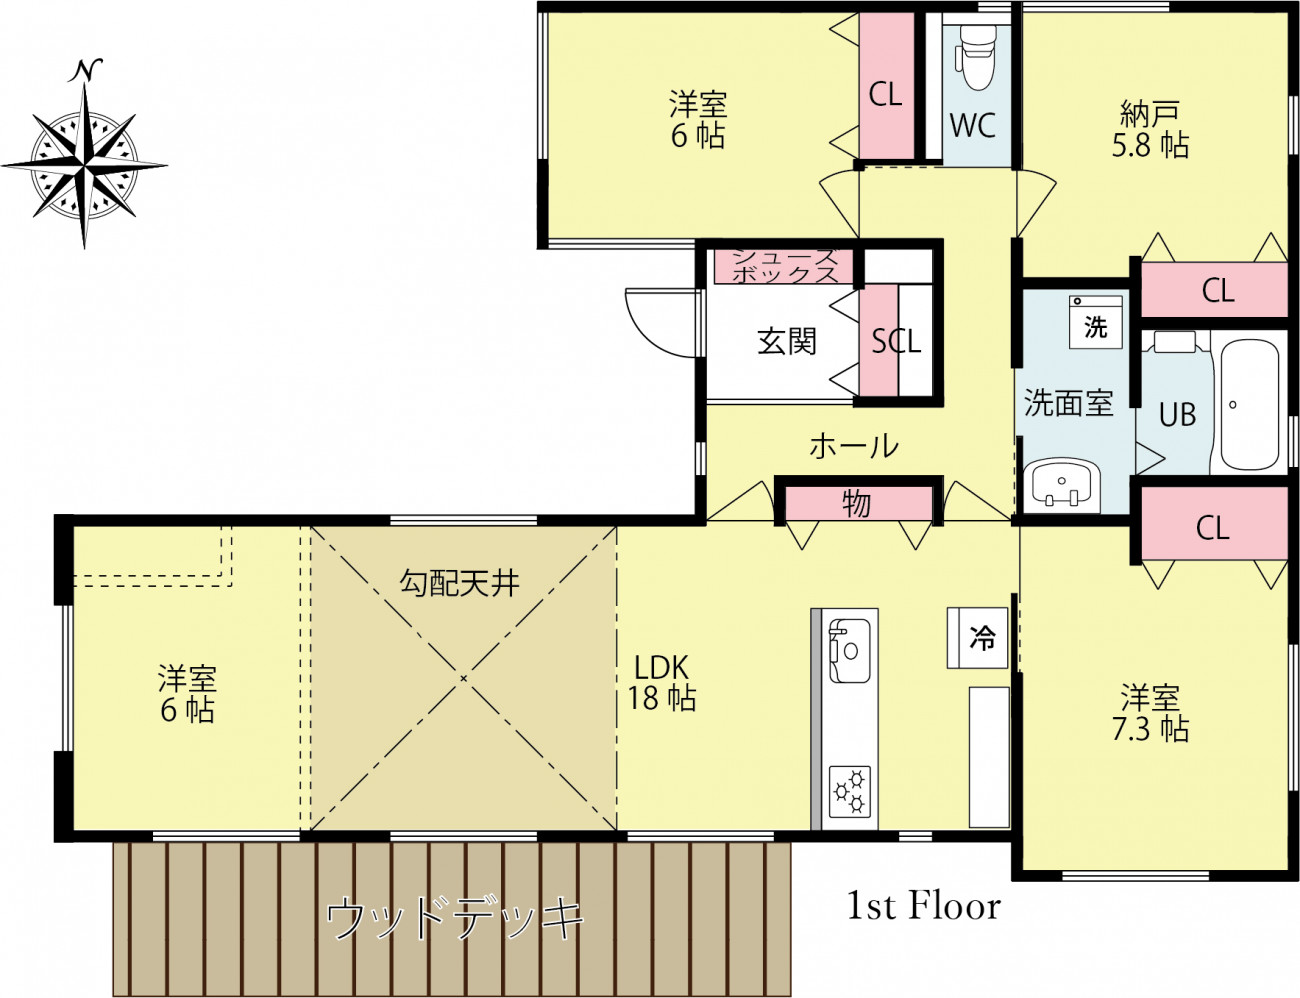 N
洋室
6 帖
CL
WC
納戸
5.8 帖
CL
シューズ
ボックス
玄関
SCL
洗
洗面室
UB
ホール
物
CL
勾配天井
洋室
6 帖
LDK
18 帖
冷
洋室
7.3 帖
ウッドデッキ
1st Floor